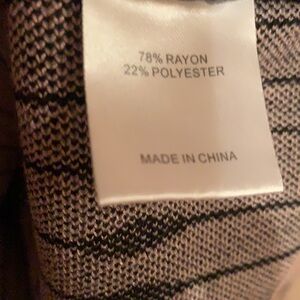 78% RAYON
22% POLYESTER
MADE IN CHINA